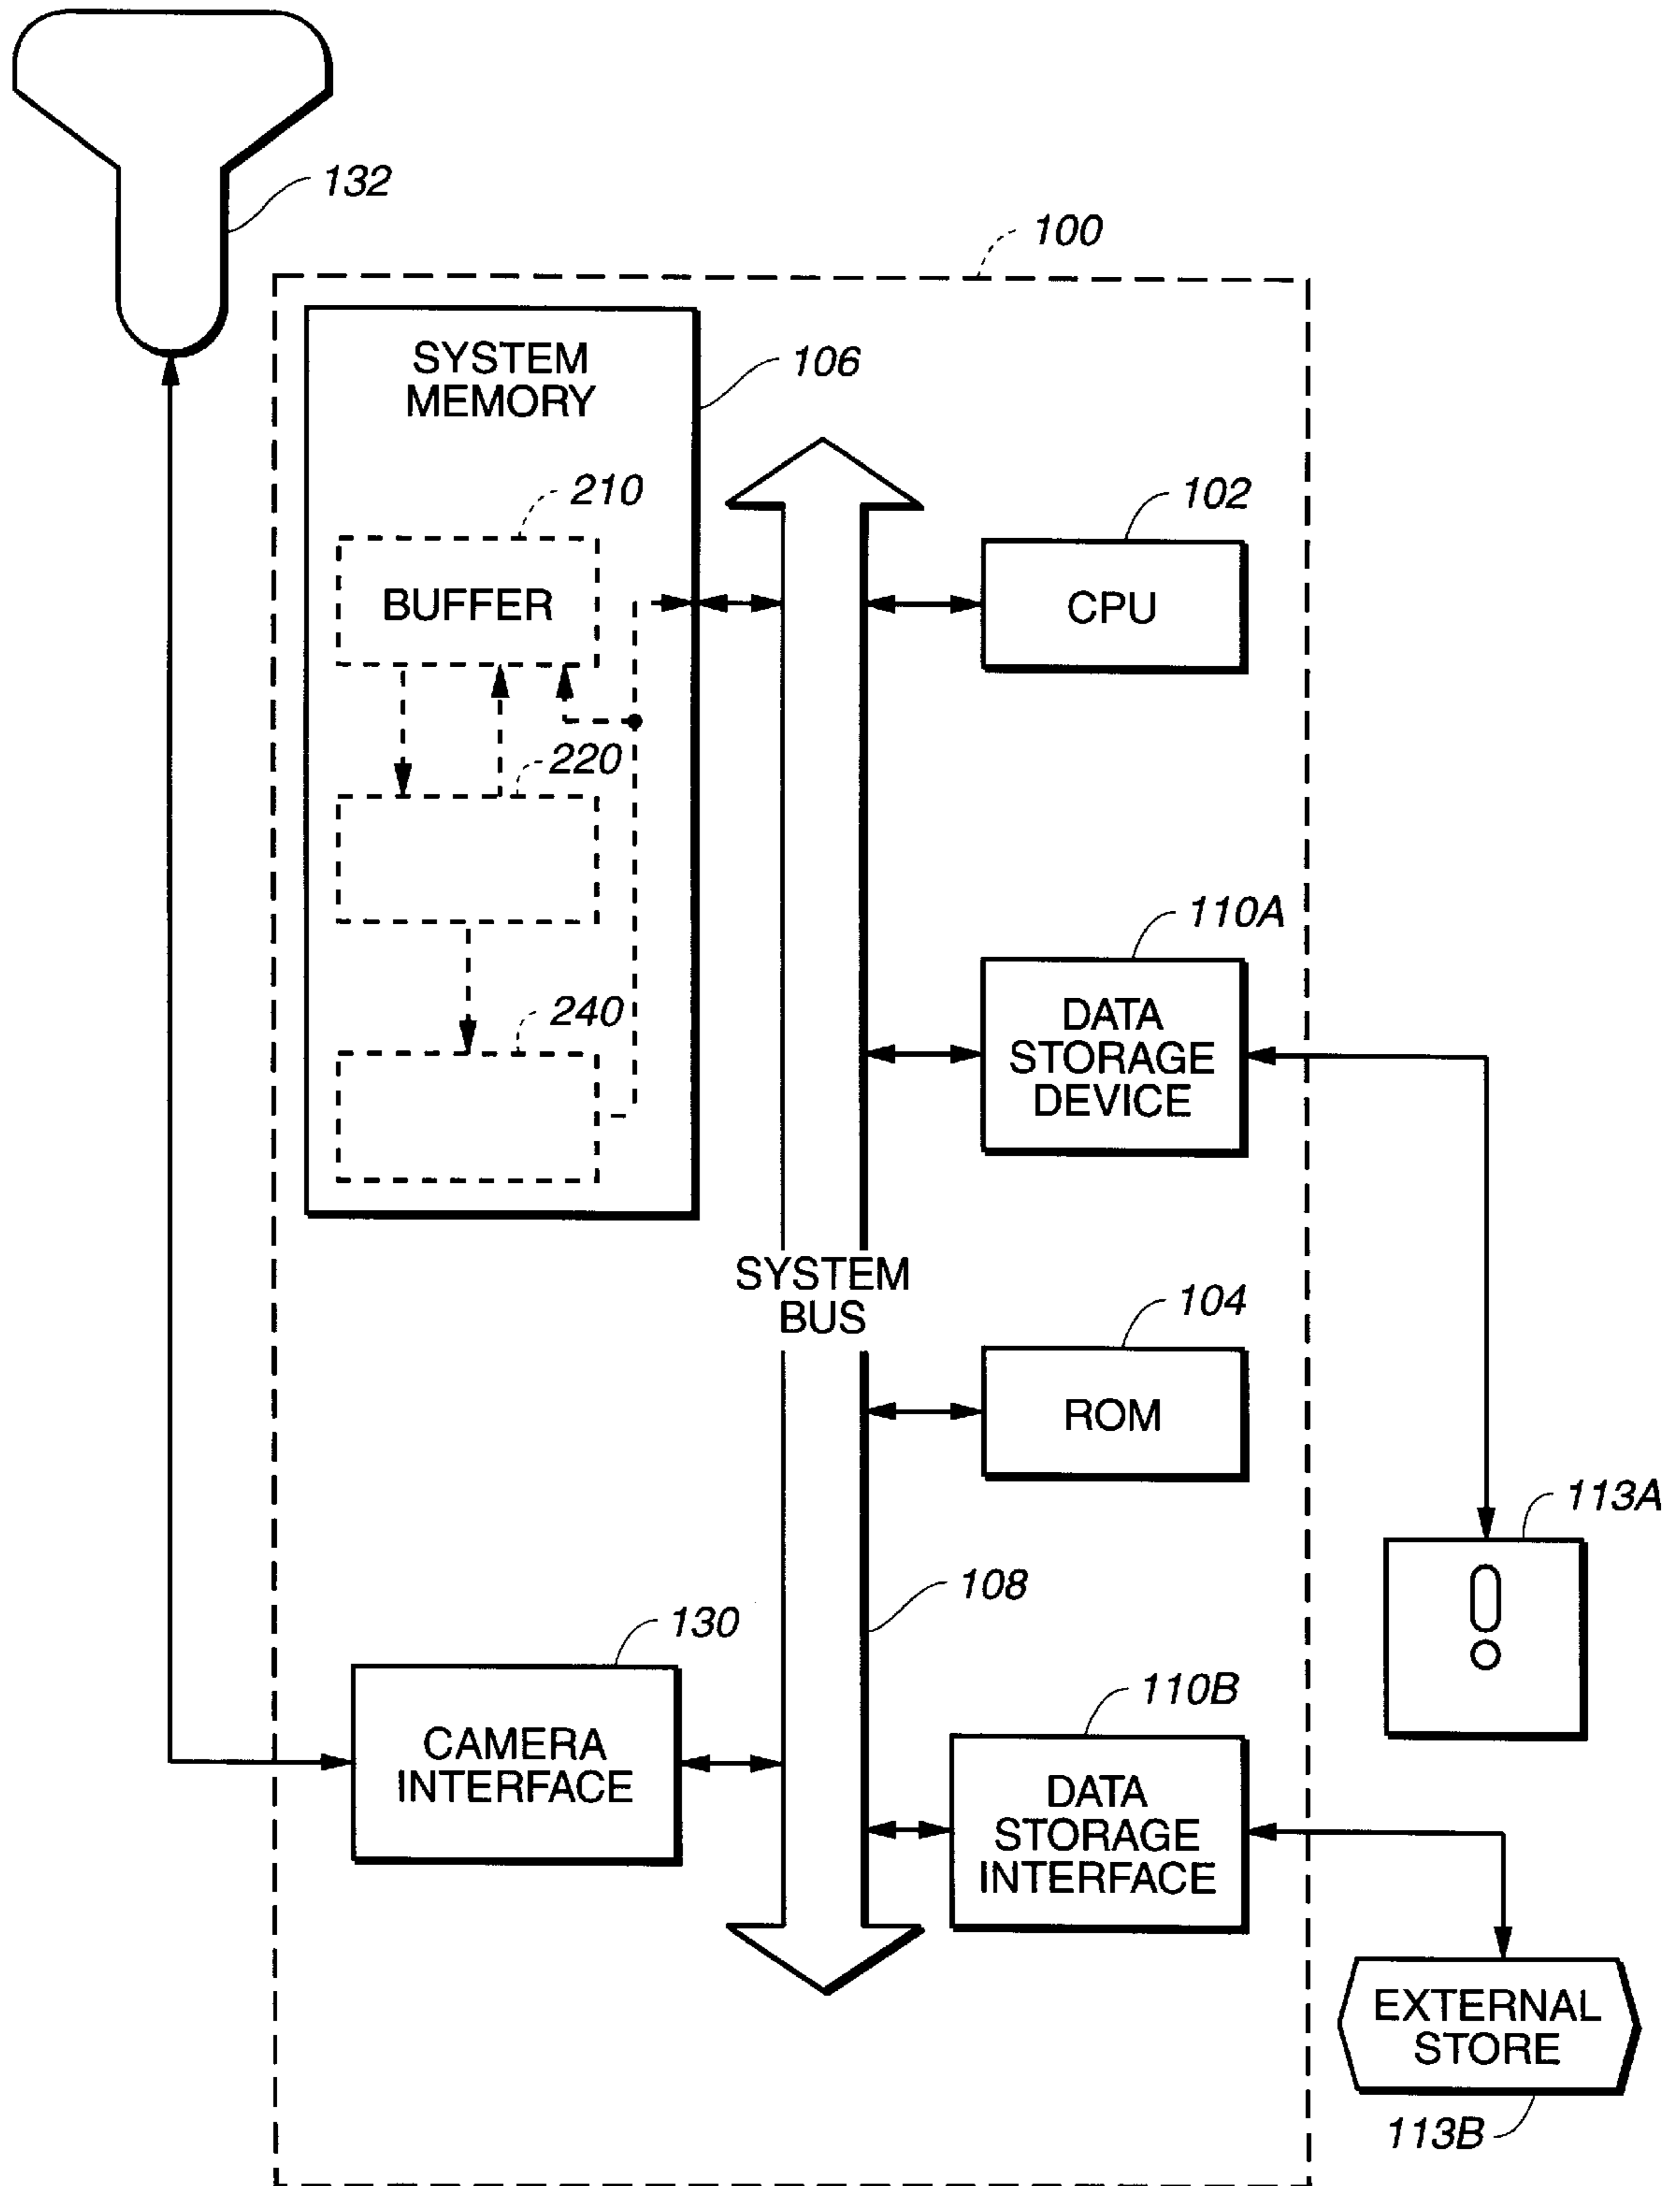 132
100
SYSTEM
MEMORY
106
210
BUFFER
102
CPU
220
110A
DATA
STORAGE
DEVICE
240
SYSTEM
BUS
104
ROM
113A
108
130
CAMERA
INTERFACE
110B
DATA
STORAGE
INTERFACE
EXTERNAL
STORE
113B